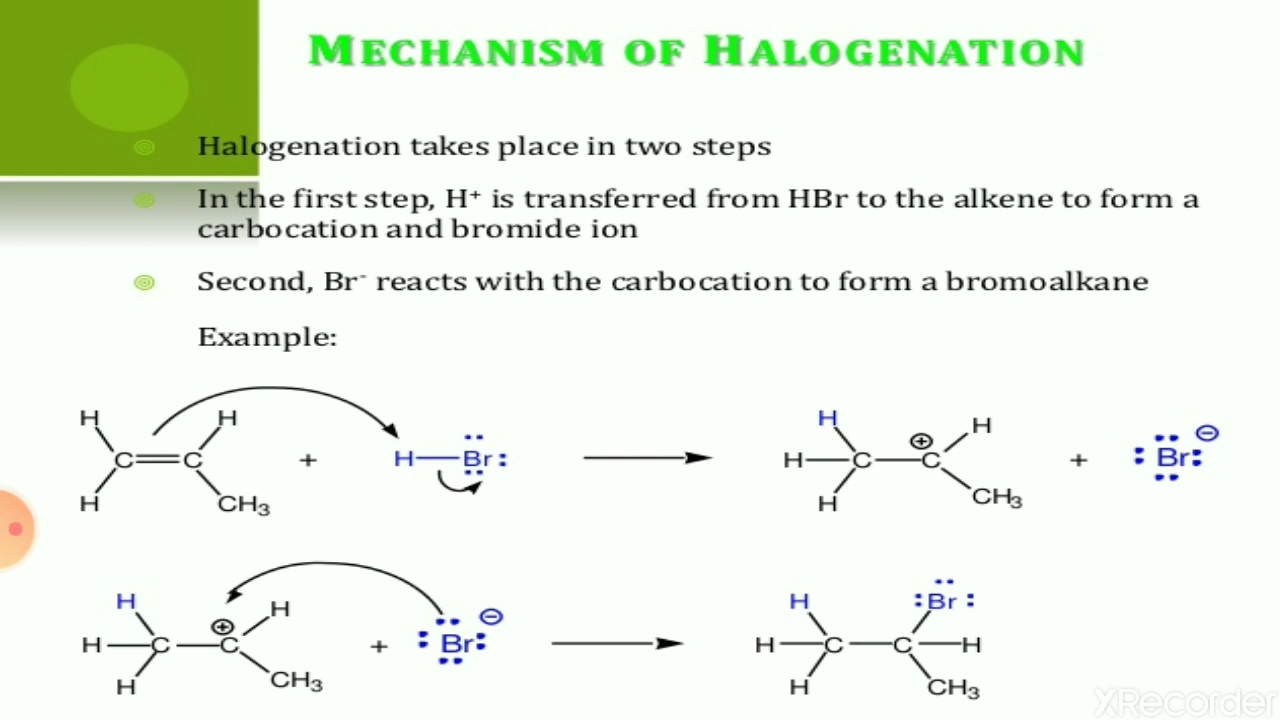 MECHANISM OF HALOGENATION
Halogenation takes place in two steps
In the first step, H⁺ is transferred from HBr to the alkene to form a
carbocation and bromide ion
Second, Br⁻ reacts with the carbocation to form a bromoalkane
Example:
H H H H
C=C + H—Br: → H—C—C ⊕ + :Br: ⊖
H CH₃ H CH₃
H H H :Br:
H—C—C ⊕ + :Br: ⊖ → H—C—C—H
H CH₃ H CH₃
XRecorder